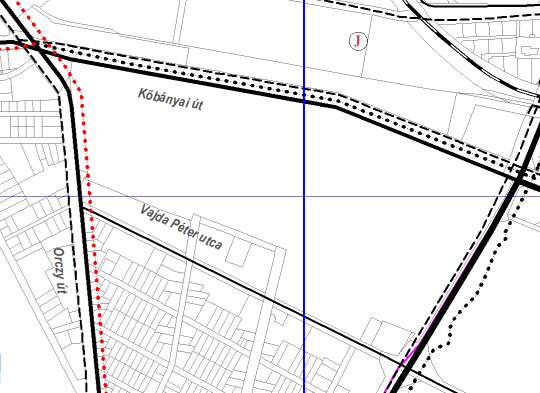 J
Kőbányai út
Vajda Péter utca
Orczy út